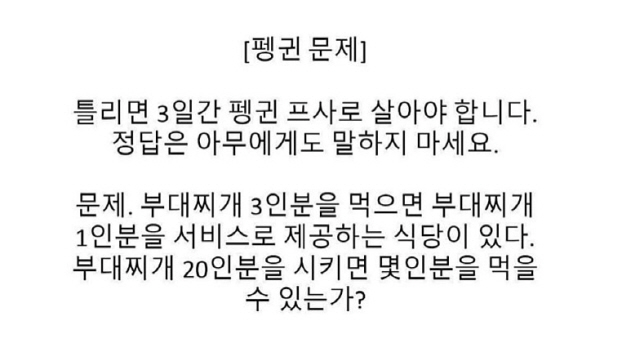 [펭귄 문제]
틀리면 3일간 펭귄 프사로 살아야 합니다.
정답은 아무에게도 말하지 마세요.
문제. 부대찌개 3인분을 먹으면 부대찌개
1인분을 서비스로 제공하는 식당이 있다.
부대찌개 20인분을 시키면 몇인분을 먹을
수 있는가?